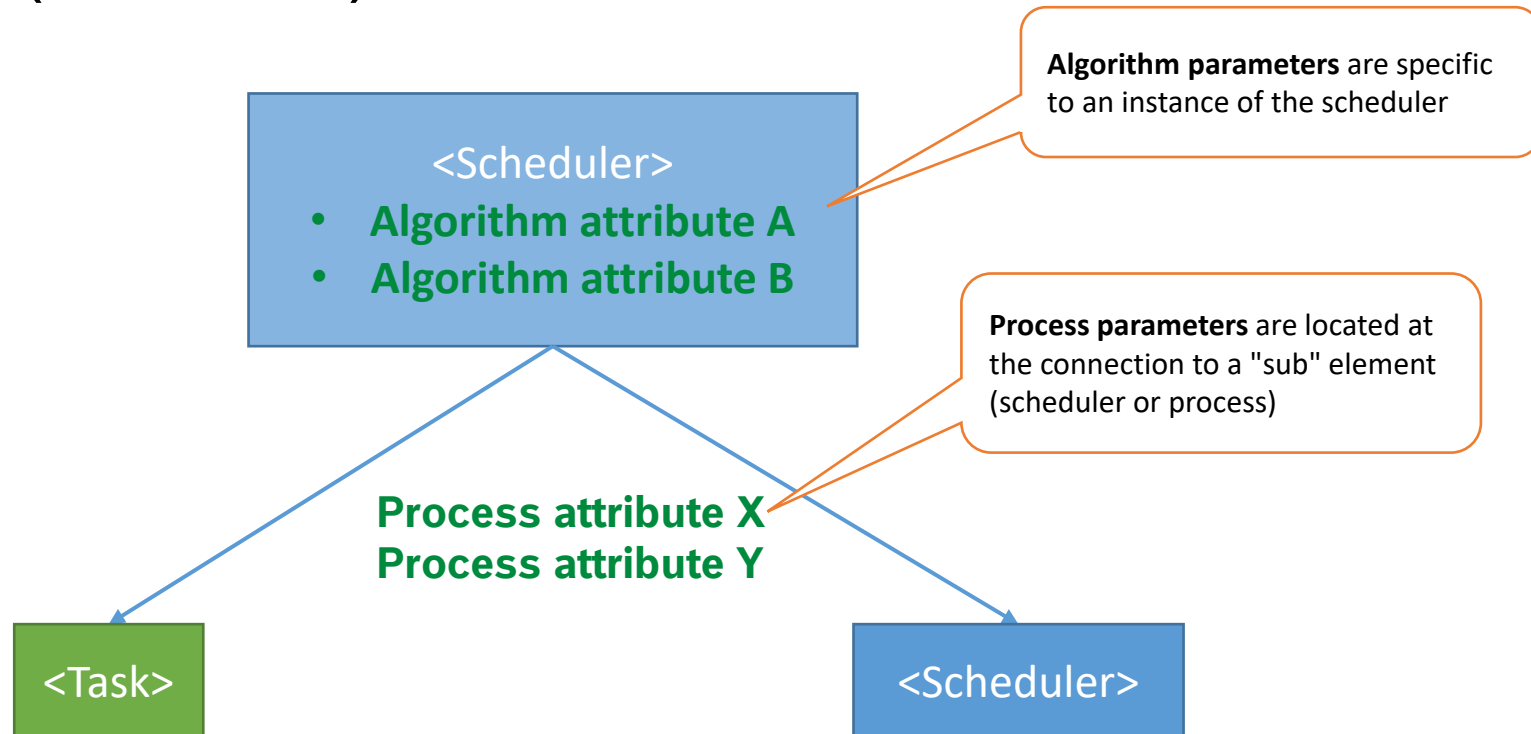 Algorithm parameters are specific
to an instance of the scheduler
<Scheduler>
• Algorithm attribute A
• Algorithm attribute B
Process parameters are located at
the connection to a "sub" element
(scheduler or process)
Process attribute X
Process attribute Y
<Task>
<Scheduler>